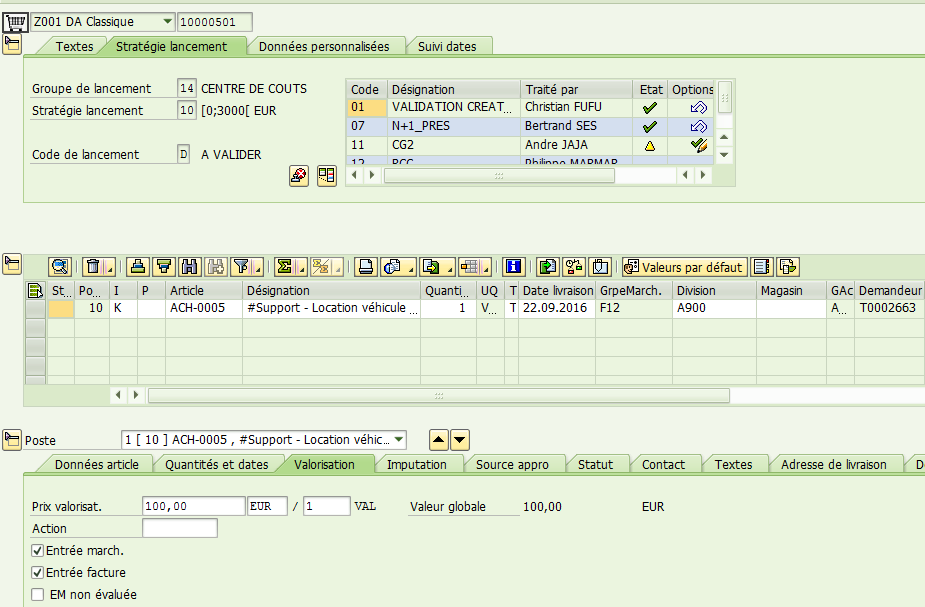 Z001 DA Classique 10000501
Textes Stratégie lancement Données personnalisées Suivi dates
Groupe de lancement 14 CENTRE DE COUTS
Stratégie lancement 10 [0;3000[ EUR
Code de lancement D A VALIDER
Code Désignation Traité par Etat Options
01 VALIDATION CREAT... Christian FUFU
07 N+1_PRES Bertrand SES
11 CG2 Andre JAJA
12 RCC Philippe MARMAR
Valeurs par défaut
St... Po... I P Article Désignation Quanti... UQ T Date livraison GrpeMarch. Division Magasin GAc Demandeur
10 K ACH-0005 #Support - Location véhicule ... 1 V... T 22.09.2016 F12 A900 A... T0002663
Poste 1 [ 10 ] ACH-0005 , #Support - Location véhic...
Données article Quantités et dates Valorisation Imputation Source appro Statut Contact Textes Adresse de livraison D
Prix valorisat. 100,00 EUR / 1 VAL Valeur globale 100,00 EUR
Action
Entrée march.
Entrée facture
EM non évaluée